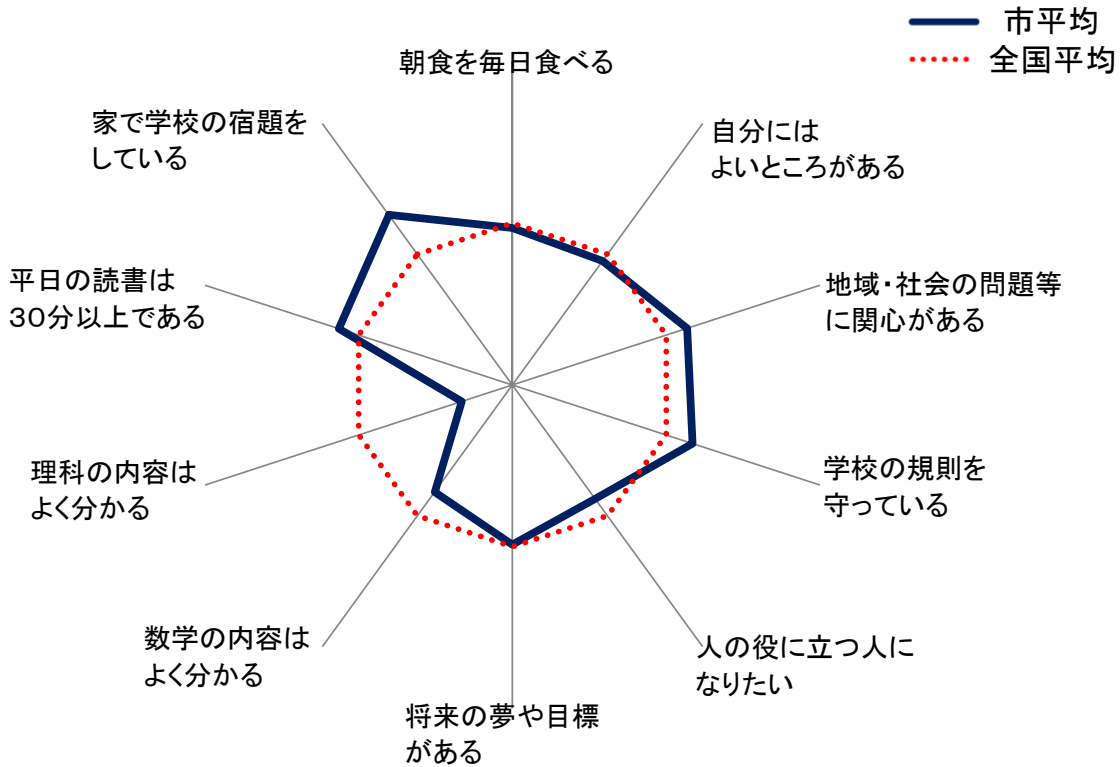 市平均
全国平均
朝食を毎日食べる
自分には
よいところがある
地域・社会の問題等
に関心がある
学校の規則を
守っている
人の役に立つ人に
なりたい
将来の夢や目標
がある
数学の内容は
よく分かる
理科の内容は
よく分かる
平日の読書は
30分以上である
家で学校の宿題を
している